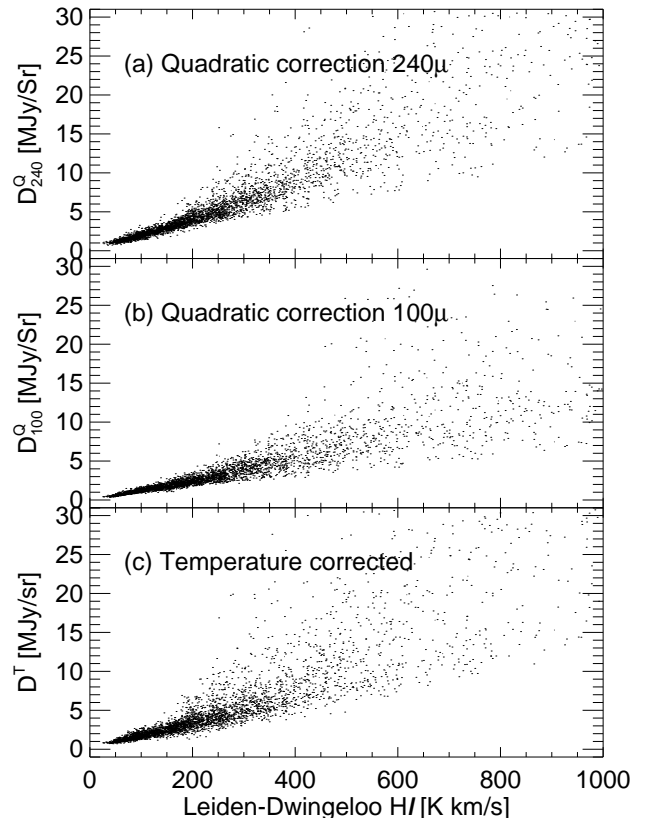 (a) Quadratic correction 240μ
D^Q_240 [MJy/Sr]
30
25
20
15
10
5
0
(b) Quadratic correction 100μ
D^Q_100 [MJy/Sr]
30
25
20
15
10
5
0
(c) Temperature corrected
D^T [MJy/sr]
30
25
20
15
10
5
0
0 200 400 600 800 1000
Leiden-Dwingeloo HI [K km/s]